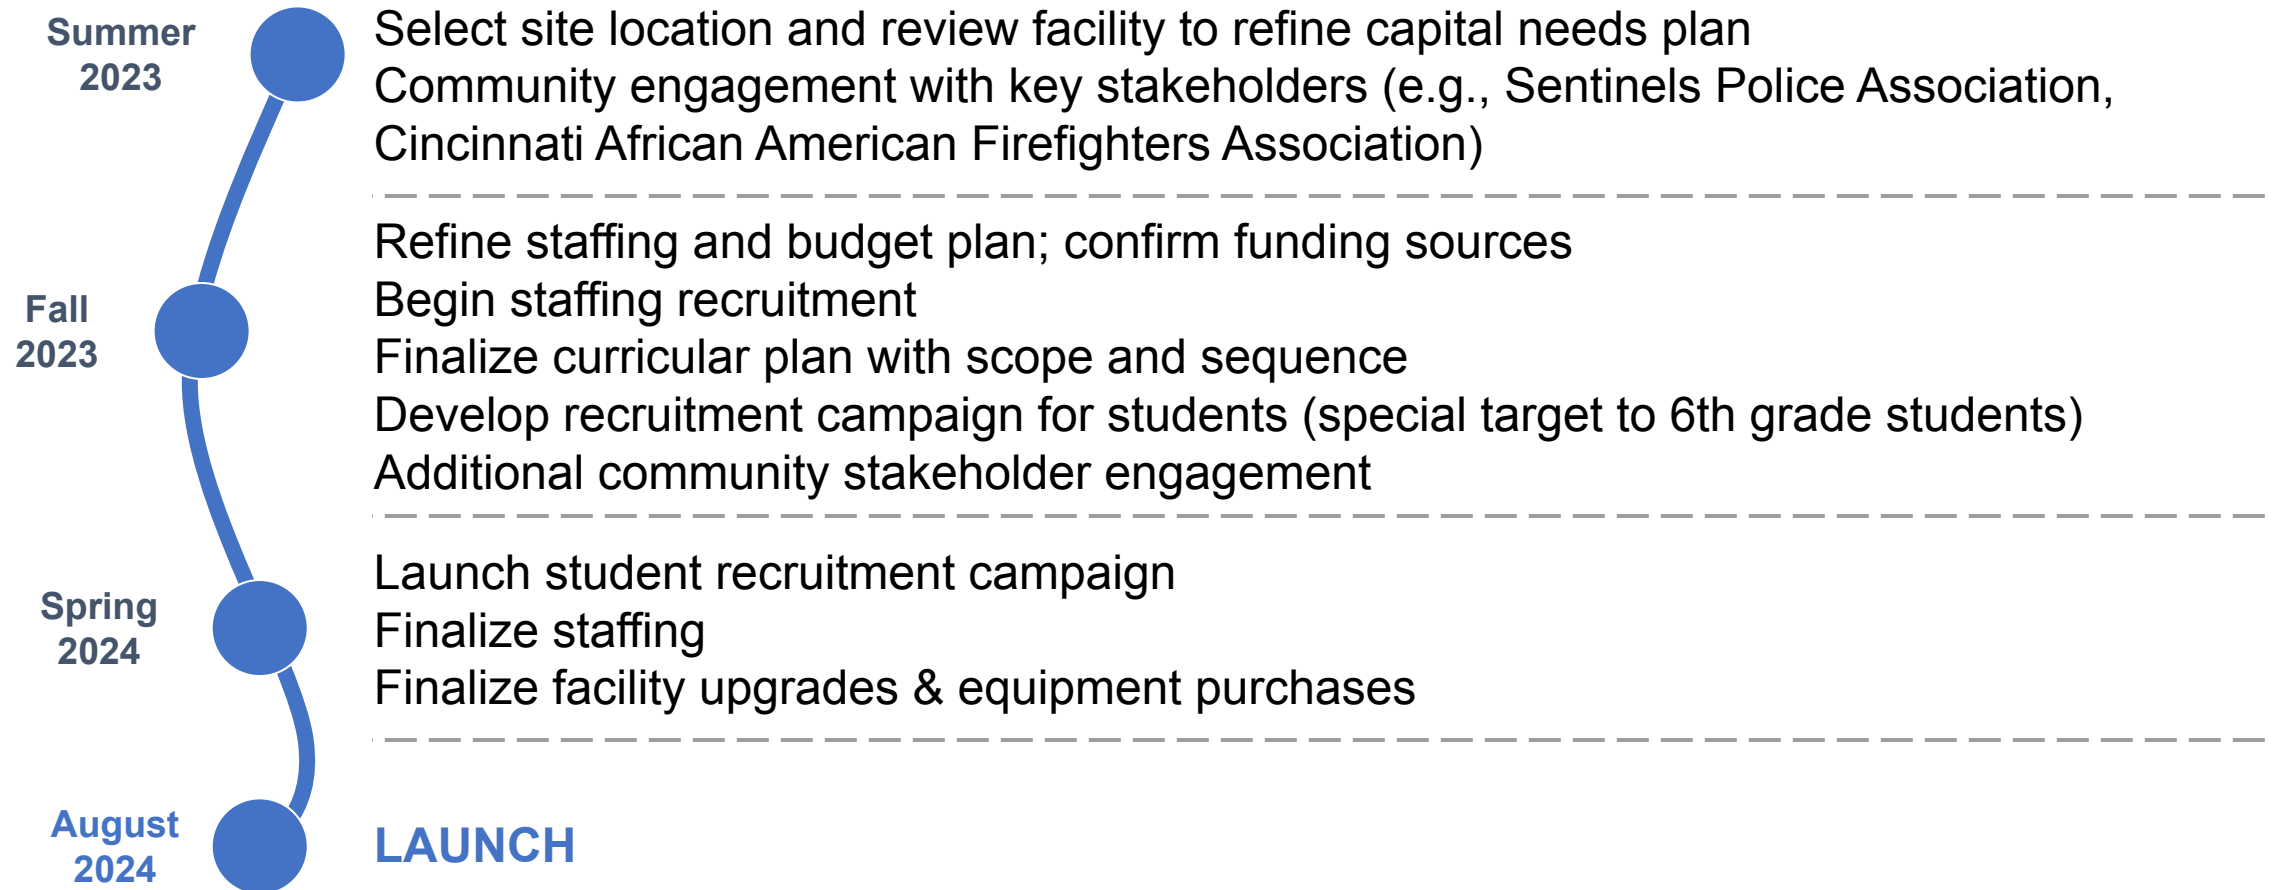 Summer
2023
Select site location and review facility to refine capital needs plan
Community engagement with key stakeholders (e.g., Sentinels Police Association,
Cincinnati African American Firefighters Association)
Fall
2023
Refine staffing and budget plan; confirm funding sources
Begin staffing recruitment
Finalize curricular plan with scope and sequence
Develop recruitment campaign for students (special target to 6th grade students)
Additional community stakeholder engagement
Spring
2024
Launch student recruitment campaign
Finalize staffing
Finalize facility upgrades & equipment purchases
August
2024
LAUNCH